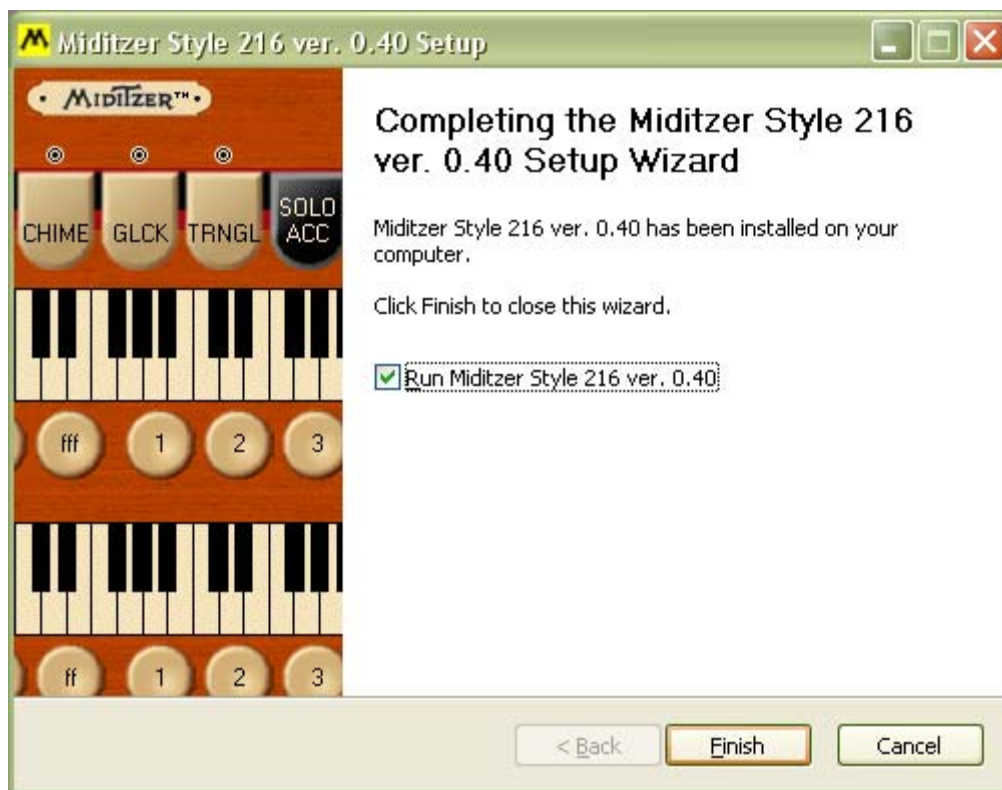 Miditzer Style 216 ver. 0.40 Setup
• MIDITZER™ •
CHIME GLCK TRNGL SOLO ACC
fff 1 2 3
ff 1 2 3
Completing the Miditzer Style 216
ver. 0.40 Setup Wizard
Miditzer Style 216 ver. 0.40 has been installed on your
computer.
Click Finish to close this wizard.
Run Miditzer Style 216 ver. 0.40
< Back Finish Cancel